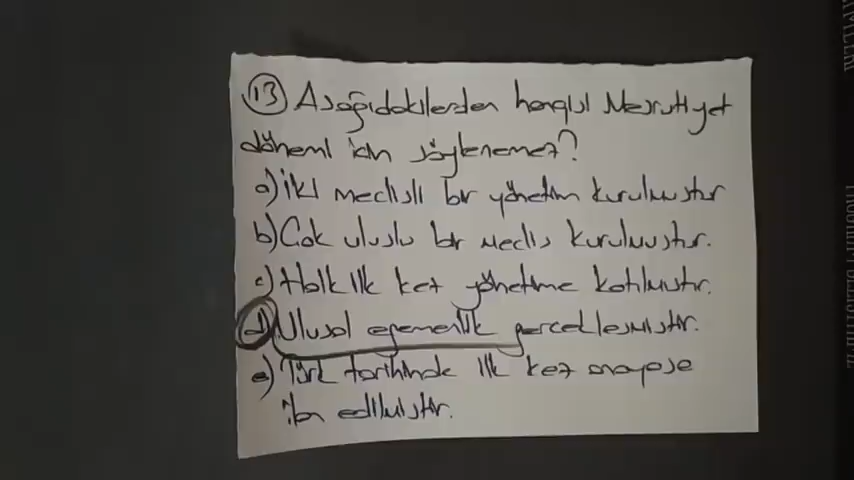 13 Aşağıdakilerden hangisi Meşrutiyet
dönemi için söylenemez?
a) İki meclisli bir yönetim kurulmuştur
b) Çok uluslu bir meclis kurulmuştur.
c) Halk ilk kez yönetime katılmıştır.
d) Ulusal egemenlik gerçekleşmiştir.
e) Türk tarihinde ilk kez anayasa
ilan edilmiştir.